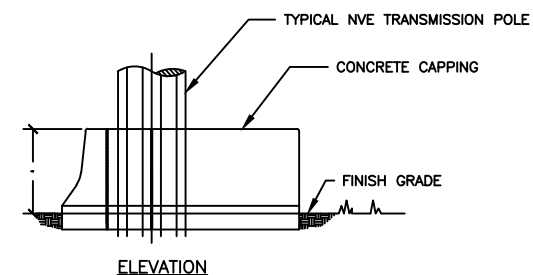 TYPICAL NVE TRANSMISSION POLE
CONCRETE CAPPING
FINISH GRADE
ELEVATION